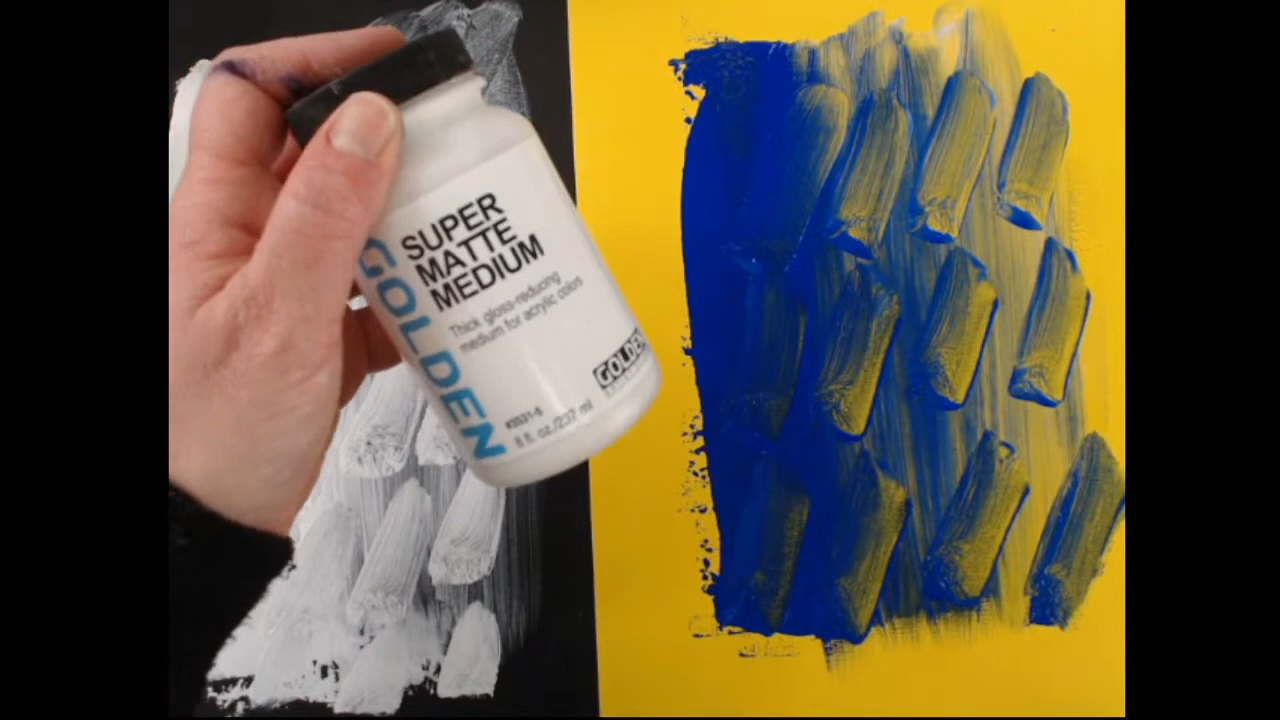 SUPER
MATTE
MEDIUM
Thick gloss-reducing
medium for acrylic colors
GOLDEN
GOLDEN
8 fl. oz./237 ml